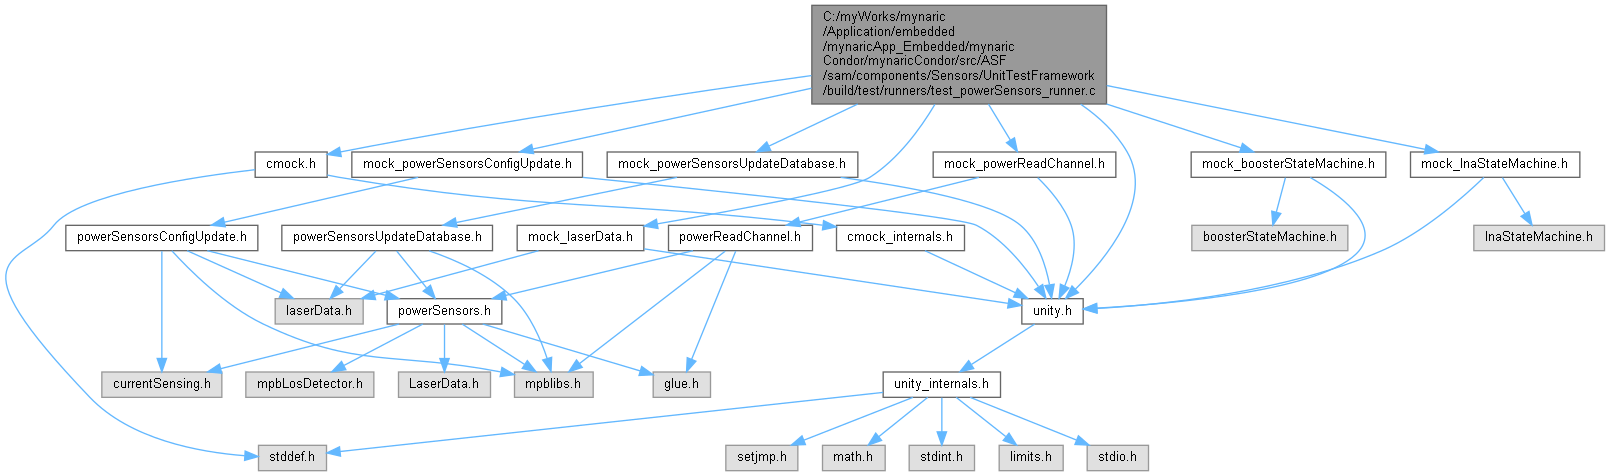 C:/myWorks/mynaric
/Application/embedded
/mynaricApp_Embedded/mynaric
Condor/mynaricCondor/src/ASF
/sam/components/Sensors/UnitTestFramework
/build/test/runners/test_powerSensors_runner.c
cmock.h
mock_powerSensorsConfigUpdate.h
mock_powerSensorsUpdateDatabase.h
mock_powerReadChannel.h
mock_boosterStateMachine.h
mock_lnaStateMachine.h
powerSensorsConfigUpdate.h
powerSensorsUpdateDatabase.h
mock_laserData.h
powerReadChannel.h
cmock_internals.h
boosterStateMachine.h
lnaStateMachine.h
laserData.h
powerSensors.h
unity.h
currentSensing.h
mpbLosDetector.h
LaserData.h
mpblibs.h
glue.h
unity_internals.h
stddef.h
setjmp.h
math.h
stdint.h
limits.h
stdio.h